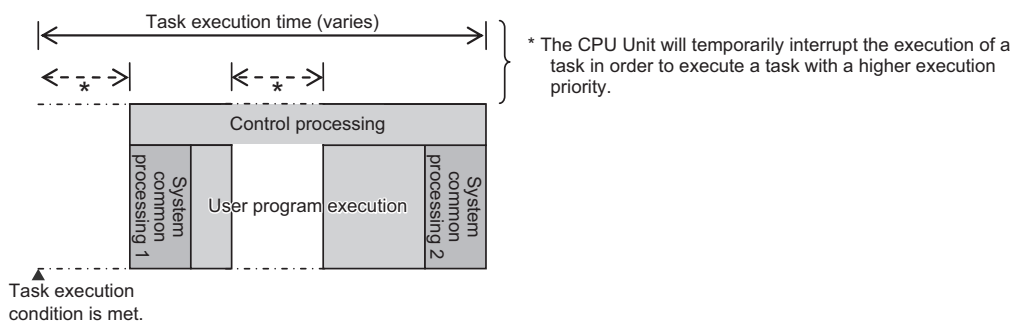 Task execution time (varies)
* The CPU Unit will temporarily interrupt the execution of a
task in order to execute a task with a higher execution
priority.
*
*
Control processing
System
common
processing 1
User program execution
System
common
processing 2
Task execution
condition is met.